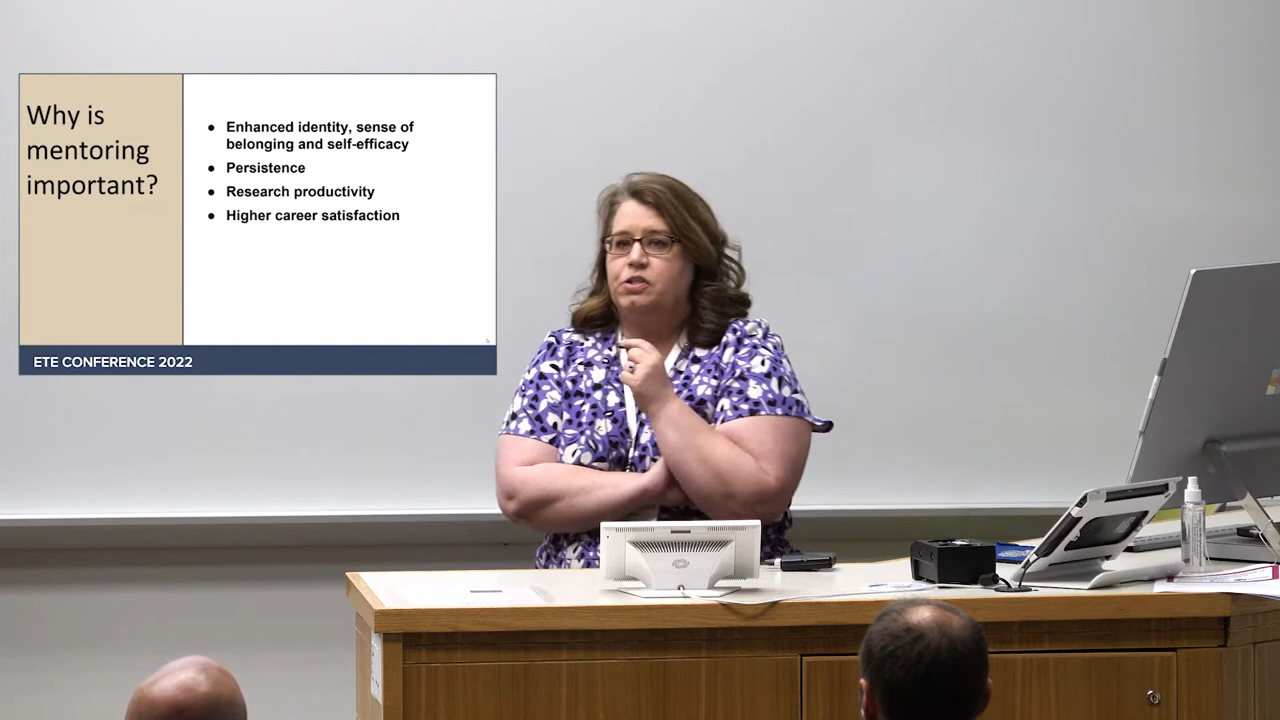 Why is
mentoring
important?
● Enhanced identity, sense of
belonging and self-efficacy
● Persistence
● Research productivity
● Higher career satisfaction
ETE CONFERENCE 2022